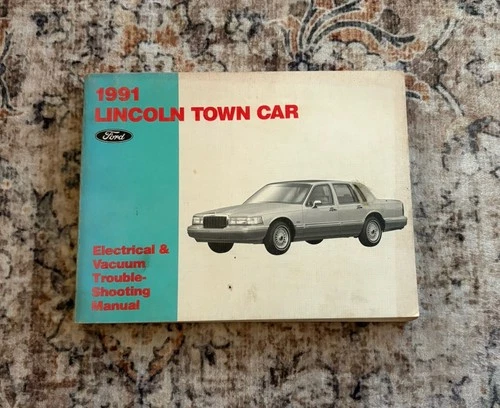 1991
LINCOLN TOWN CAR
Ford
Electrical &
Vacuum
Trouble-
Shooting
Manual